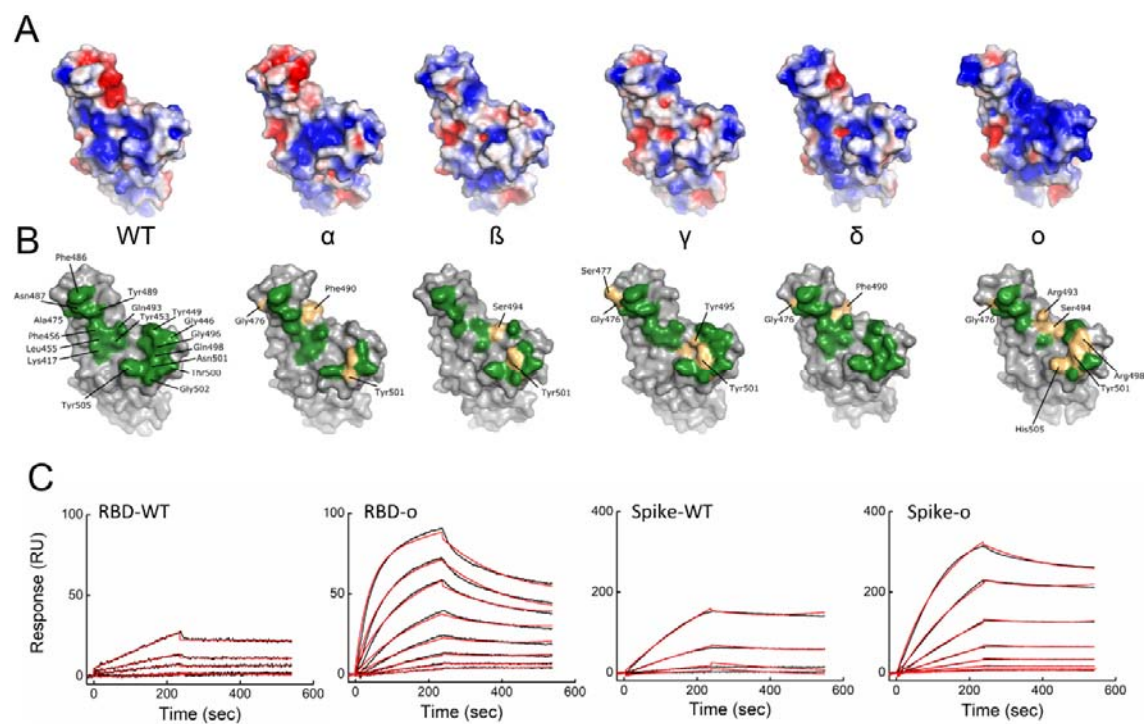 A
WT
α
ß
γ
δ
o
B
Phe486
Asn487
Tyr489
Ala475
Gln493
Tyr453
Tyr449
Gly446
Phe456
Gly496
Leu455
Gln498
Lys417
Asn501
Thr500
Tyr505
Gly502
Phe490
Gly476
Tyr501
Ser494
Tyr501
Ser477
Gly476
Tyr495
Tyr501
Phe490
Gly476
Arg493
Ser494
Gly476
Arg498
Tyr501
His505
C
RBD-WT
RBD-o
Spike-WT
Spike-o
Response (RU)
100
50
0
0 200 400 600
Time (sec)
100
50
0
0 200 400 600
Time (sec)
400
200
0
0 200 400 600
Time (sec)
400
200
0
0 200 400 600
Time (sec)